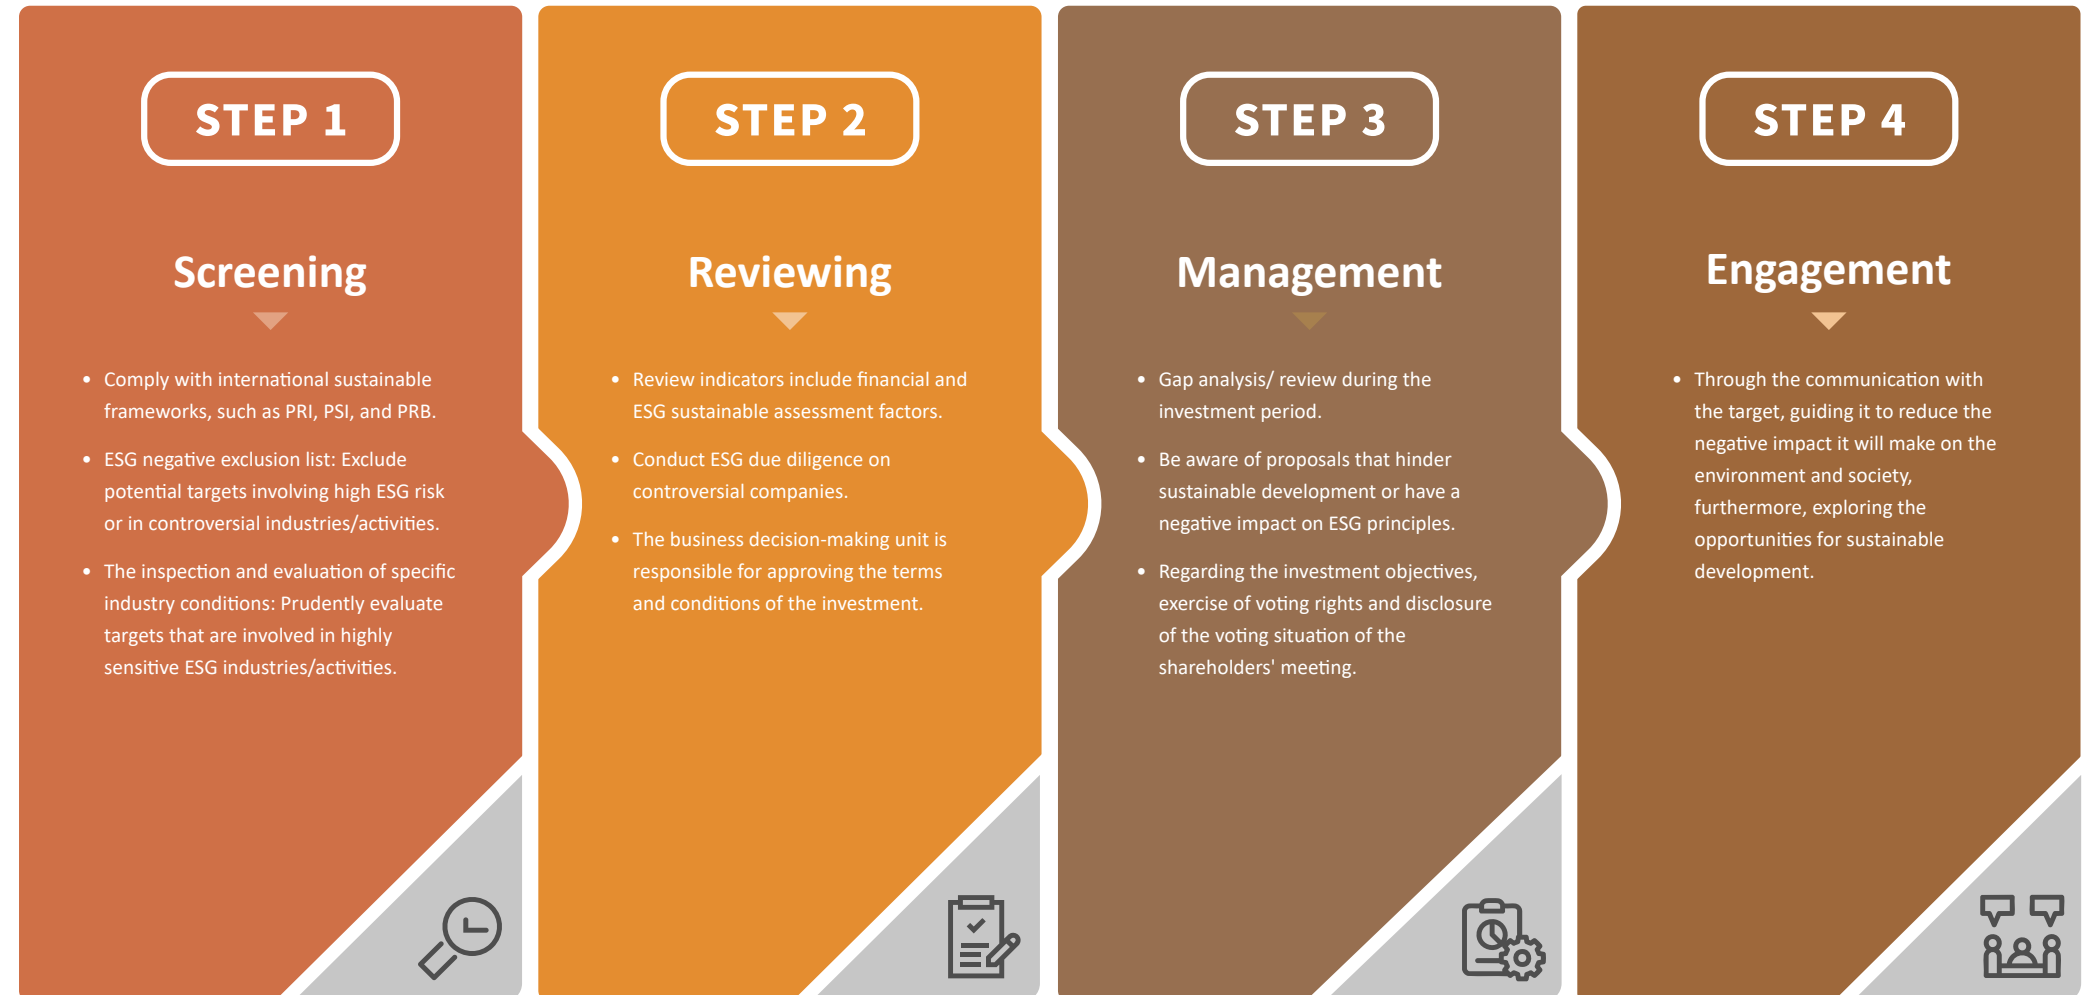 STEP 1
Screening
• Comply with international sustainable
frameworks, such as PRI, PSI, and PRB.
• ESG negative exclusion list: Exclude
potential targets involving high ESG risk
or in controversial industries/activities.
• The inspection and evaluation of specific
industry conditions: Prudently evaluate
targets that are involved in highly
sensitive ESG industries/activities.
STEP 2
Reviewing
• Review indicators include financial and
ESG sustainable assessment factors.
• Conduct ESG due diligence on
controversial companies.
• The business decision-making unit is
responsible for approving the terms
and conditions of the investment.
STEP 3
Management
• Gap analysis/ review during the
investment period.
• Be aware of proposals that hinder
sustainable development or have a
negative impact on ESG principles.
• Regarding the investment objectives,
exercise of voting rights and disclosure
of the voting situation of the
shareholders' meeting.
STEP 4
Engagement
• Through the communication with
the target, guiding it to reduce the
negative impact it will make on the
environment and society,
furthermore, exploring the
opportunities for sustainable
development.